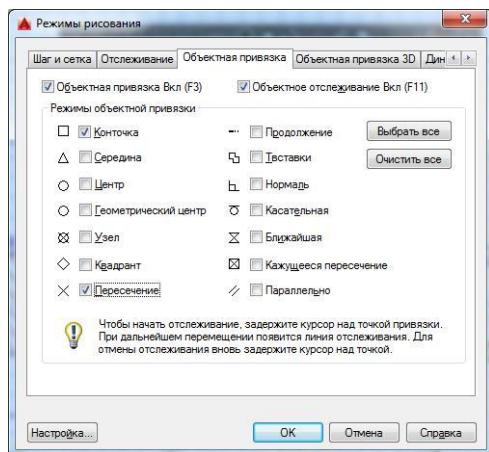 Режимы рисования
Шаг и сетка Отслеживание Объектная привязка Объектная привязка 3D Дин
Объектная привязка Вкл (F3) Объектное отслеживание Вкл (F11)
Режимы объектной привязки
Конточка Продолжение Выбрать все
Середина Твставки Очистить все
Центр Нормаль
Геометрический центр Касательная
Узел Ближайшая
Квадрант Кажущееся пересечение
Пересечение Параллельно
Чтобы начать отслеживание, задержите курсор над точкой привязки.
При дальнейшем перемещении появится линия отслеживания. Для
отмены отслеживания вновь задержите курсор над точкой.
Настройка... OK Отмена Справка